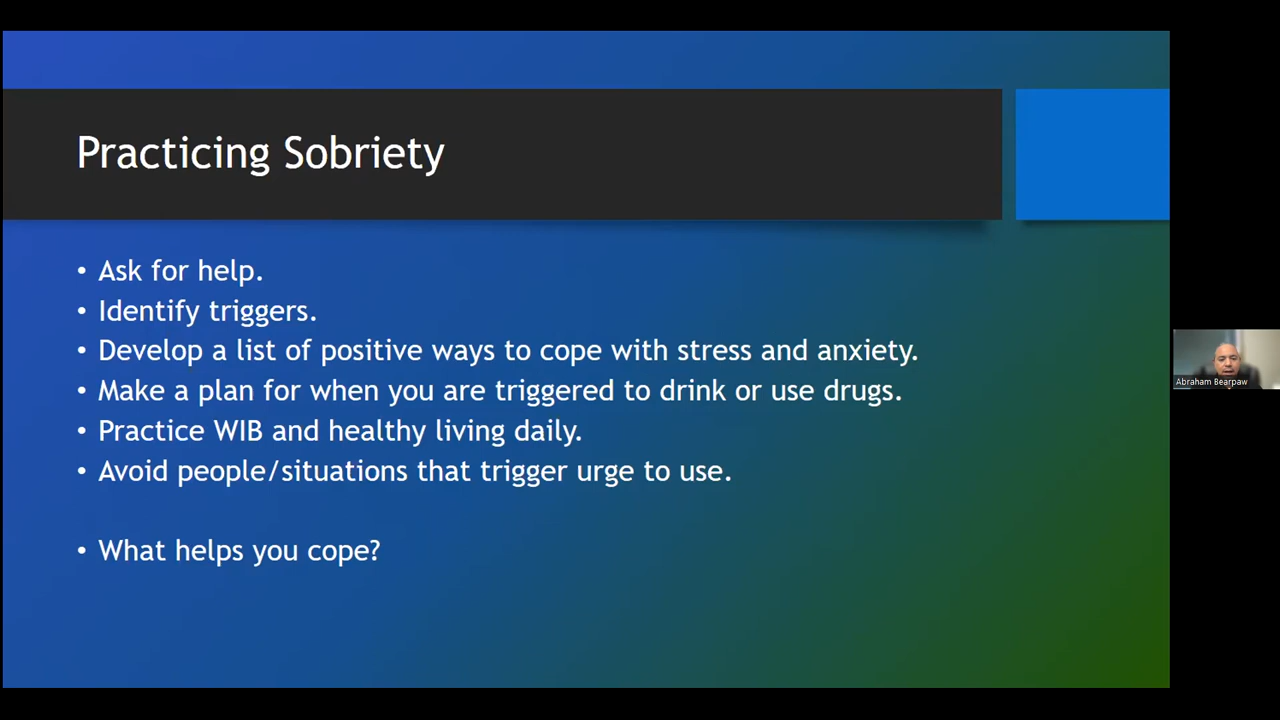 Practicing Sobriety
• Ask for help.
• Identify triggers.
• Develop a list of positive ways to cope with stress and anxiety.
• Make a plan for when you are triggered to drink or use drugs.
• Practice WIB and healthy living daily.
• Avoid people/situations that trigger urge to use.
• What helps you cope?
Abraham Bearpaw